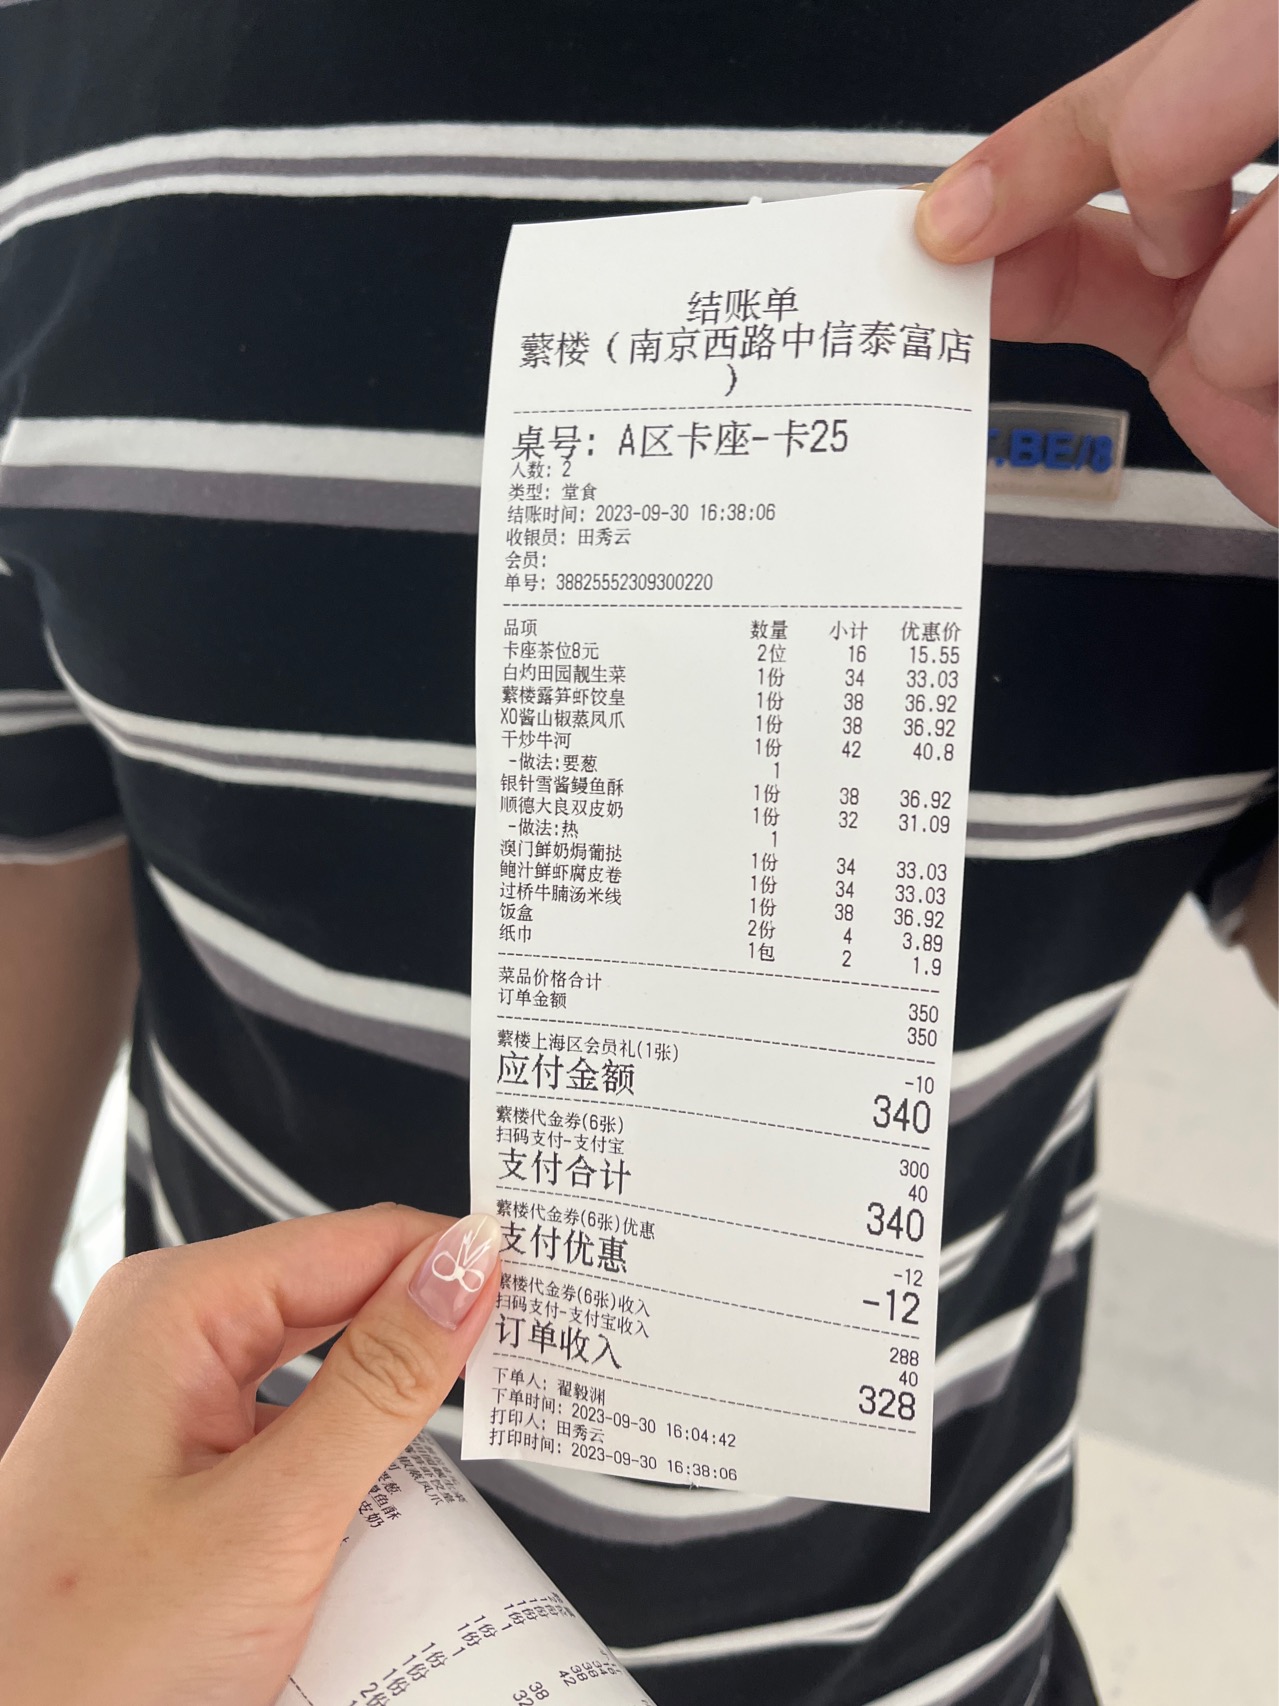 结账单
蘩楼（南京西路中信泰富店
）
桌号: A区卡座-卡25
人数: 2
类型: 堂食
结账时间: 2023-09-30 16:38:06
收银员: 田秀云
会员:
单号: 38825552309300220
品项 数量 小计 优惠价
卡座茶位8元 2位 16 15.55
白灼田园靓生菜 1份 34 33.03
蘩楼露笋虾饺皇 1份 38 36.92
XO酱山椒蒸凤爪 1份 38 36.92
干炒牛河 1份 42 40.8
-做法:要葱 1
银针雪酱鳗鱼酥 1份 38 36.92
顺德大良双皮奶 1份 32 31.09
-做法:热 1
澳门鲜奶焗葡挞 1份 34 33.03
鲍汁鲜虾腐皮卷 1份 34 33.03
过桥牛腩汤米线 1份 38 36.92
饭盒 2份 4 3.89
纸巾 1包 2 1.9
菜品价格合计 350
订单金额 350
蘩楼上海区会员礼(1张) -10
应付金额 340
蘩楼代金券(6张) 300
扫码支付-支付宝 40
支付合计 340
蘩楼代金券(6张)优惠 -12
支付优惠 -12
蘩楼代金券(6张)收入 288
扫码支付-支付宝收入 40
订单收入 328
下单人: 翟毅渊
下单时间: 2023-09-30 16:04:42
打印人: 田秀云
打印时间: 2023-09-30 16:38:06
.BE/8